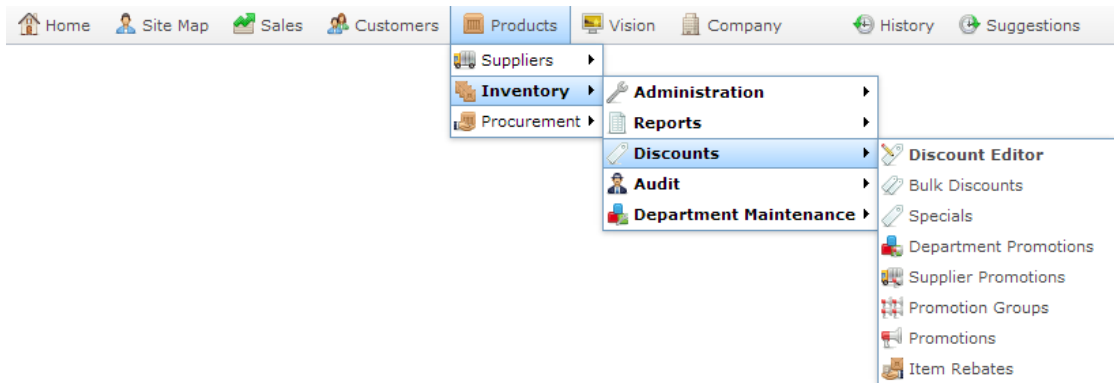 Home Site Map Sales Customers Products Vision Company History Suggestions
Suppliers
Inventory
Procurement
Administration
Reports
Discounts
Audit
Department Maintenance
Discount Editor
Bulk Discounts
Specials
Department Promotions
Supplier Promotions
Promotion Groups
Promotions
Item Rebates